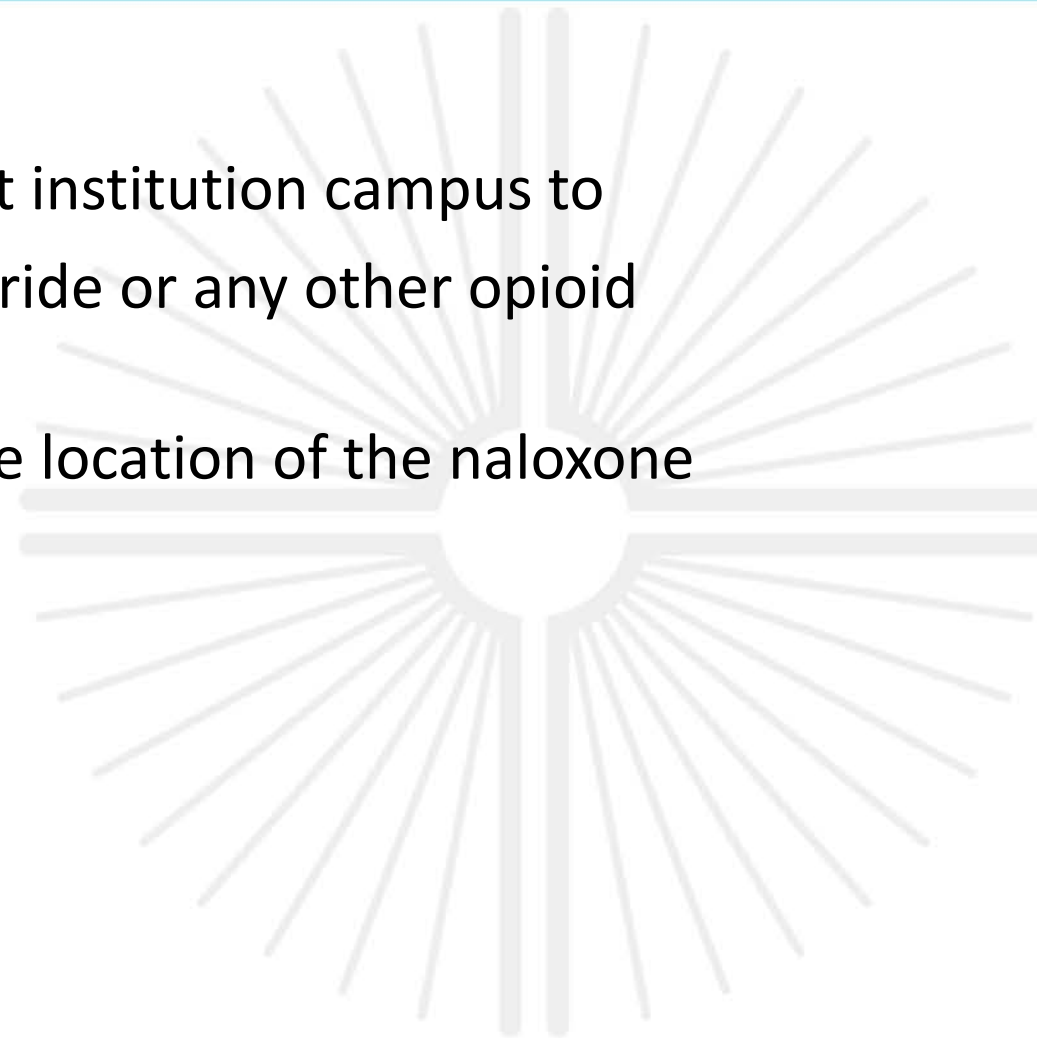 t institution campus to
ride or any other opioid
e location of the naloxone